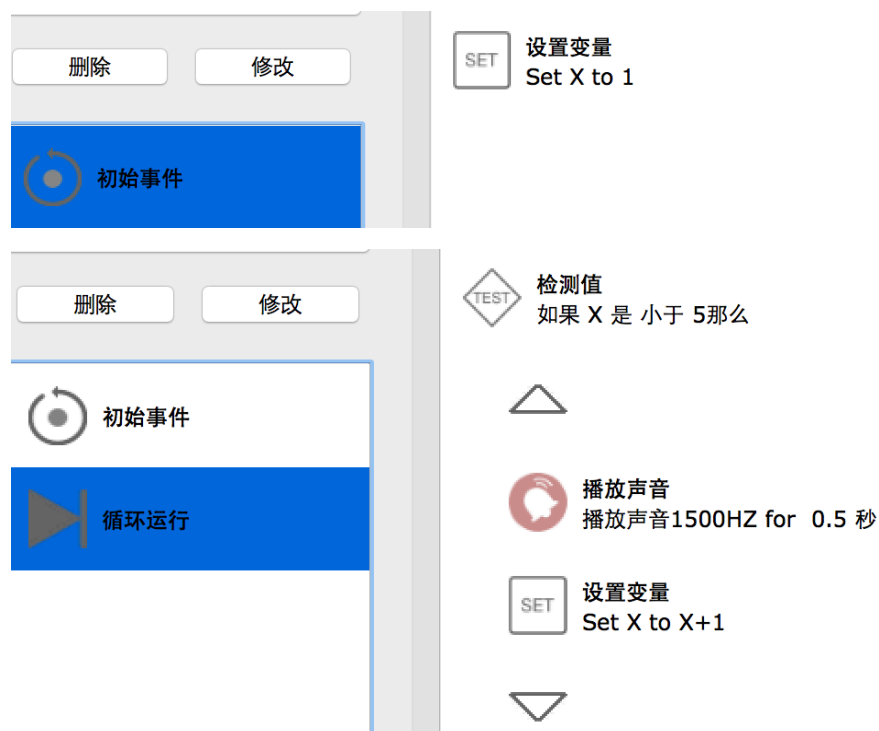 删除
修改
初始事件
SET
设置变量
Set X to 1
删除
修改
初始事件
循环运行
TEST
检测值
如果 X 是 小于 5那么
播放声音
播放声音1500HZ for 0.5 秒
SET
设置变量
Set X to X+1